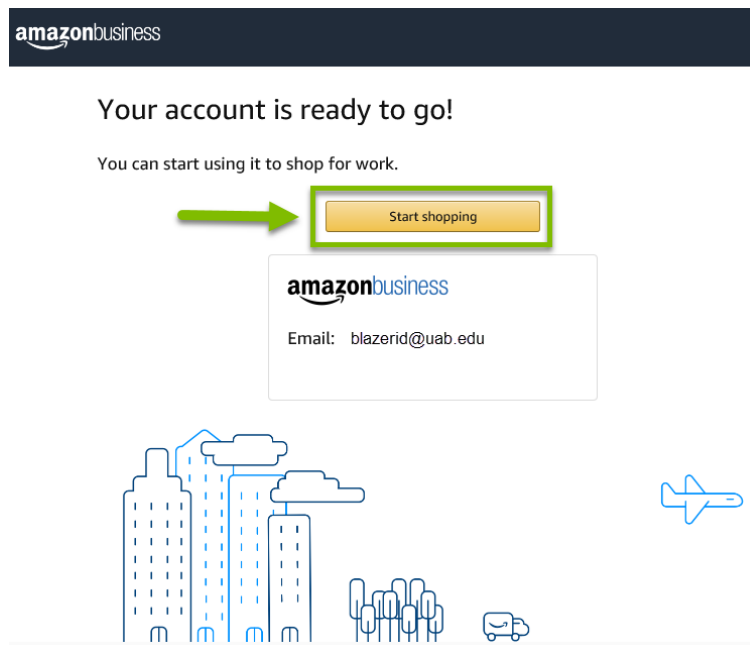 amazonbusiness
Your account is ready to go!
You can start using it to shop for work.
Start shopping
amazonbusiness
Email: blazerid@uab.edu